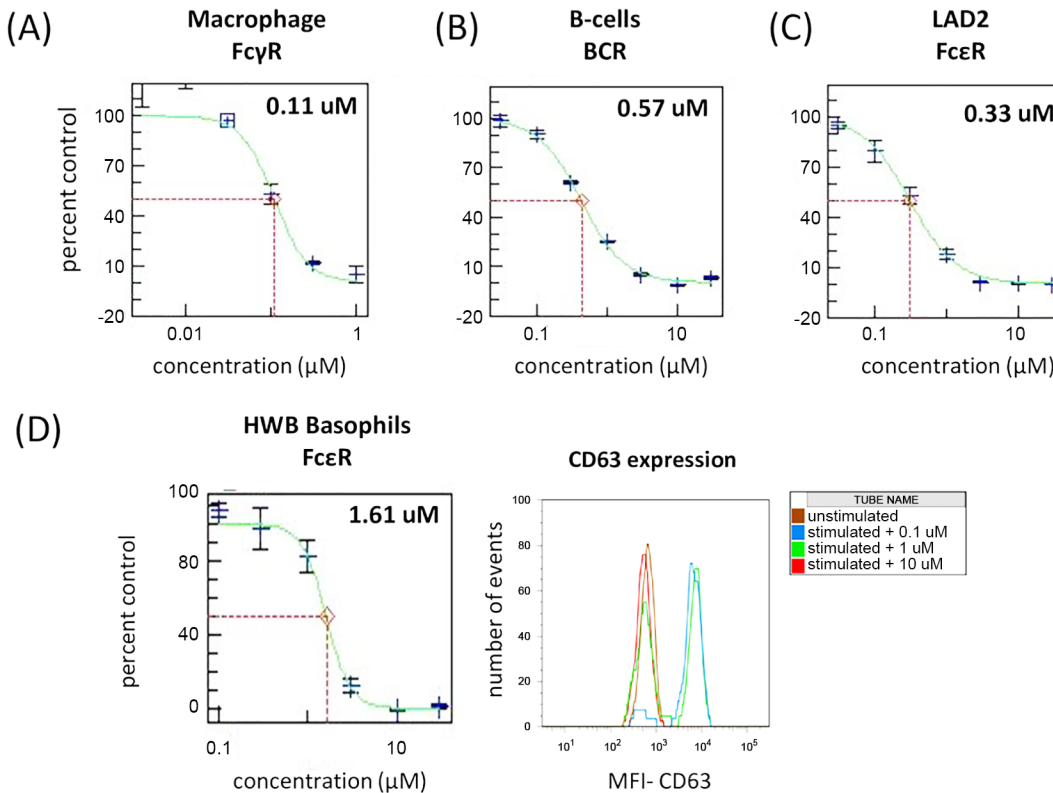 (A)
Macrophage
FcγR
0.11 uM
percent control
100
70
40
10
-20
0.01
1
concentration (μM)
(B)
B-cells
BCR
0.57 uM
100
70
40
10
-20
0.1
10
concentration (μM)
(C)
LAD2
FcεR
0.33 uM
100
70
40
10
-20
0.1
10
concentration (μM)
(D)
HWB Basophils
FcεR
1.61 uM
percent control
100
80
40
0
0.1
10
concentration (μM)
CD63 expression
number of events
100
80
60
40
20
0
10¹
10²
10³
10⁴
10⁵
MFI- CD63
TUBE NAME
unstimulated
stimulated + 0.1 uM
stimulated + 1 uM
stimulated + 10 uM